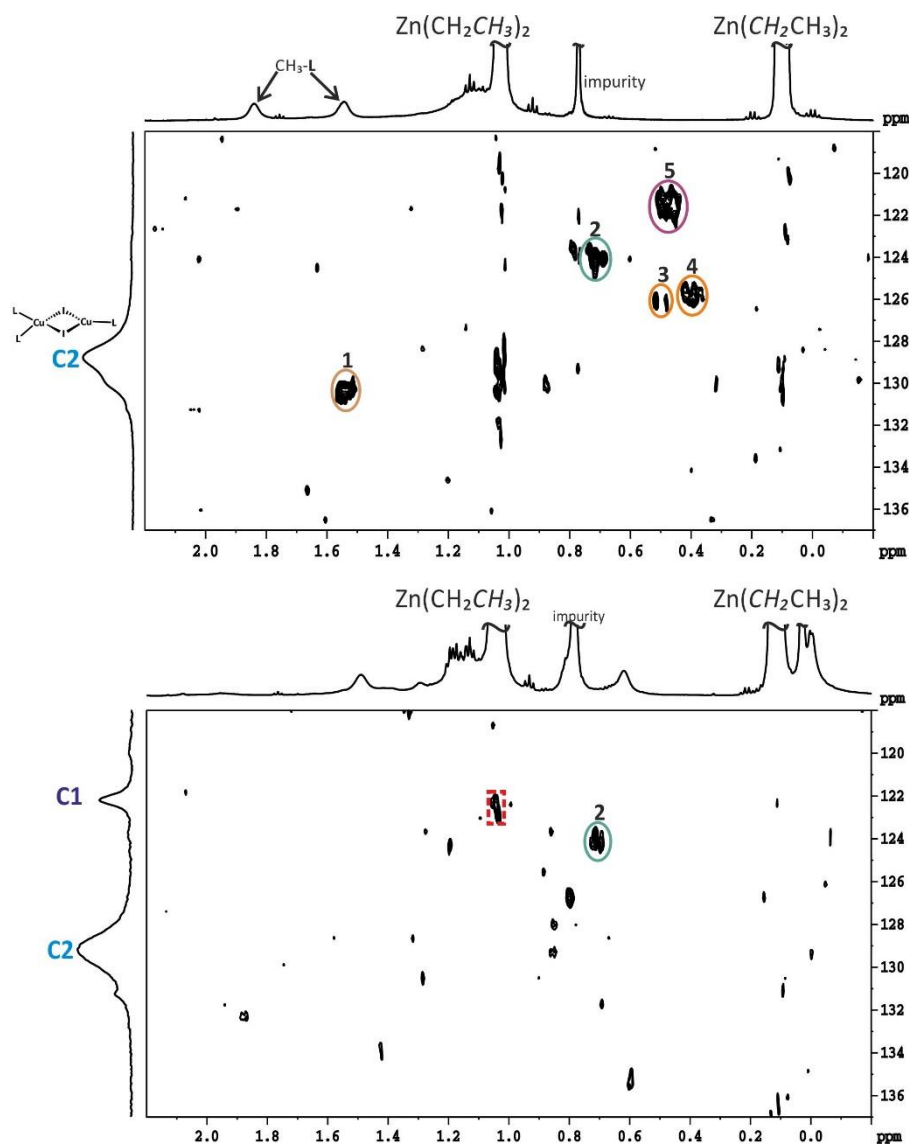 Zn(CH₂CH₃)₂ Zn(CH₂CH₃)₂
CH₃-L
impurity
ppm
ppm
5
120
122
2
124
3 4
126
L
Cu I Cu L
L I
C2
128
1
130
132
134
136
2.0 1.8 1.6 1.4 1.2 1.0 0.8 0.6 0.4 0.2 0.0 ppm
Zn(CH₂CH₃)₂ impurity Zn(CH₂CH₃)₂
ppm
120
C1
122
2
124
126
128
C2
130
132
134
136
2.0 1.8 1.6 1.4 1.2 1.0 0.8 0.6 0.4 0.2 0.0 ppm